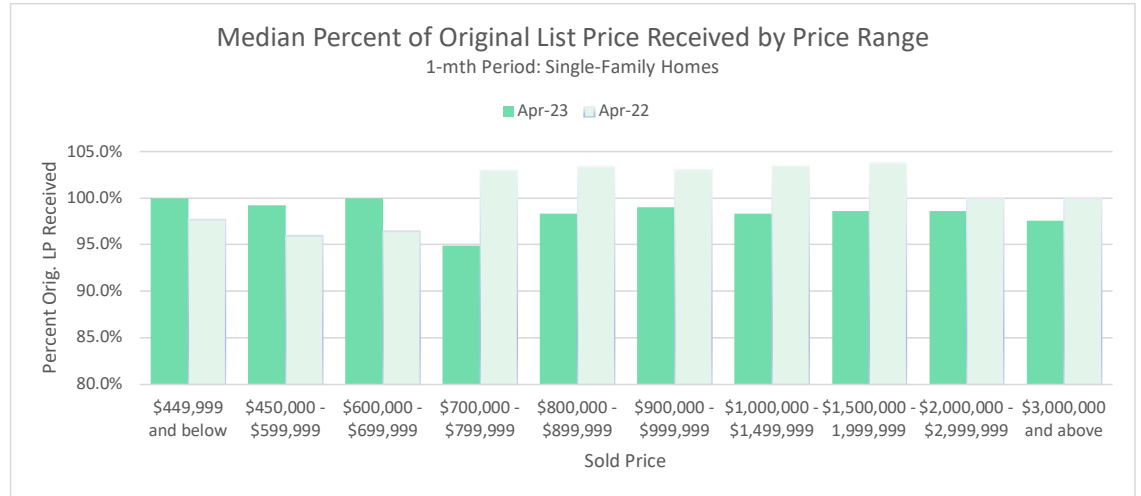 Median Percent of Original List Price Received by Price Range
1-mth Period: Single-Family Homes
Apr-23 Apr-22
Percent Orig. LP Received
105.0%
100.0%
95.0%
90.0%
85.0%
80.0%
$449,999 $450,000 - $600,000 - $700,000 - $800,000 - $900,000 - $1,000,000 - $1,500,000 - $2,000,000 - $3,000,000
and below $599,999 $699,999 $799,999 $899,999 $999,999 $1,499,999 1,999,999 $2,999,999 and above
Sold Price